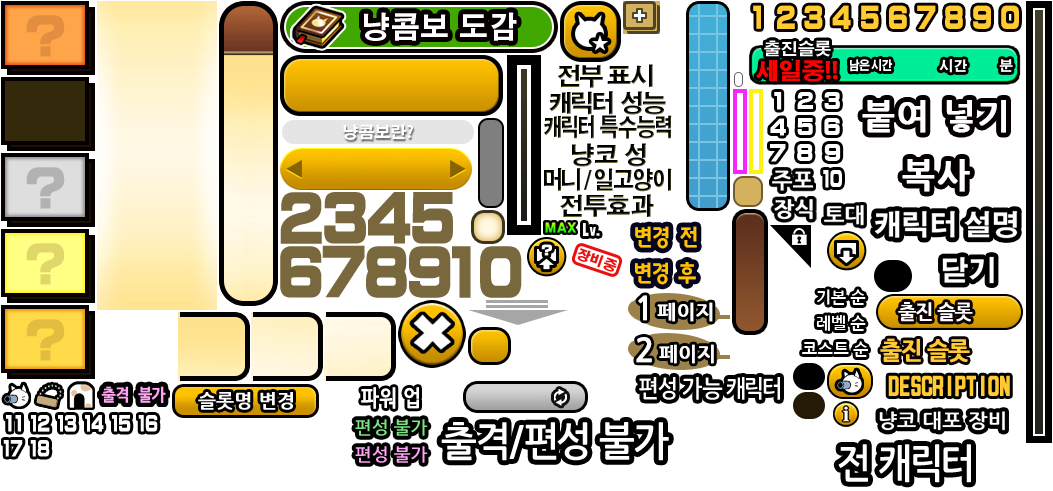 ?
?
?
?
냥콤보 도감
냥콤보란?
2345
678910
전부 표시
캐릭터 성능
캐릭터 특수능력
냥코 성
머니/일고양이
전투효과
MAX Lv.
장비중
변경 전
변경 후
1 페이지
2 페이지
편성 가능 캐릭터
1234567890
출진슬롯
세일중!! 남은시간 시간 분
1 2 3
4 5 6
7 8 9
주포 10
장식 토대
붙여 넣기
복사
캐릭터 설명
닫기
기본 순
레벨 순
코스트 순
출진 슬롯
출진 슬롯
DESCRIPTION
냥코 대포 장비
전 캐릭터
출격 불가
11 12 13 14 15 16
17 18
슬롯명 변경
파워 업
편성 불가
편성 불가
출격/편성 불가